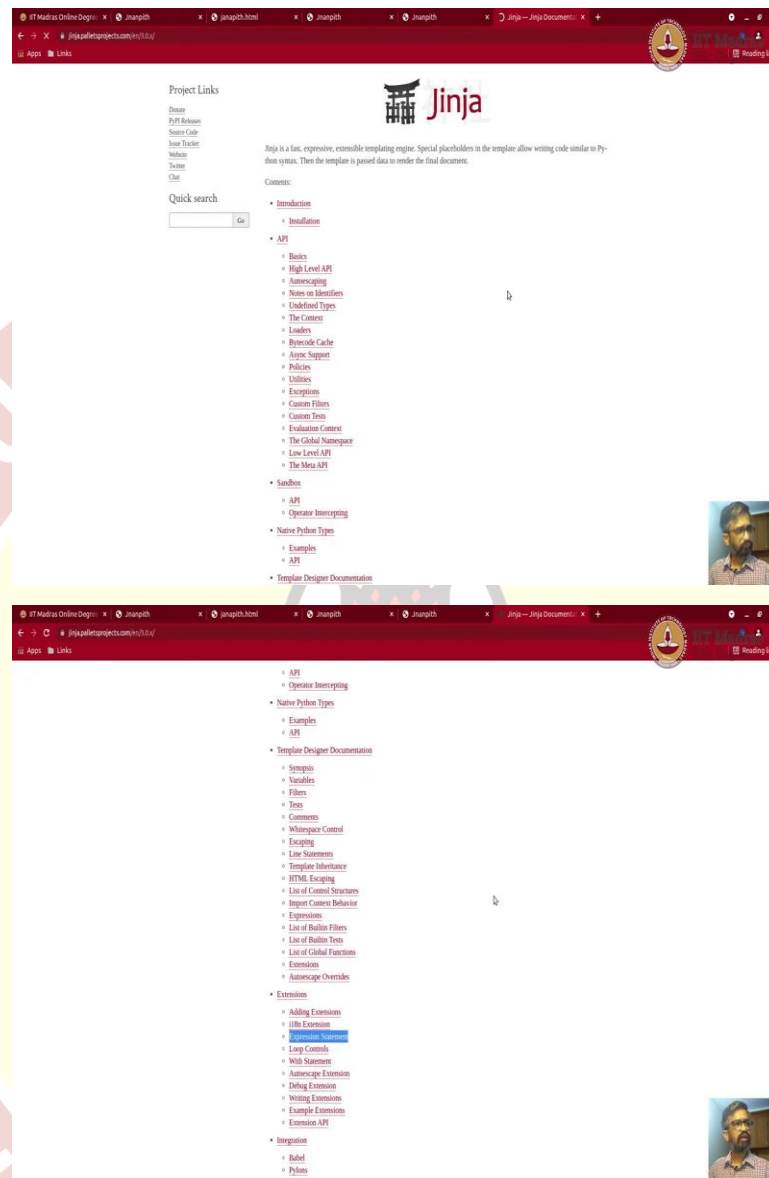 IIT Madras Online Degre
Jnanpith
janapith.html
Jnanpith
Jnanpith
Jinja — Jinja Documenta
jinja.palletsprojects.com/en/3.0.x/
IIT Madras
Apps
Links
Reading li
Project Links
Donate
PyPI Releases
Source Code
Issue Tracker
Website
Twitter
Chat
Quick search
Go
Jinja
Jinja is a fast, expressive, extensible templating engine. Special placeholders in the template allow writing code similar to Py-
thon syntax. Then the template is passed data to render the final document.
Contents:
Introduction
Installation
API
Basics
High Level API
Autoescaping
Notes on Identifiers
Undefined Types
The Context
Loaders
Bytecode Cache
Async Support
Policies
Utilities
Exceptions
Custom Filters
Custom Tests
Evaluation Context
The Global Namespace
Low Level API
The Meta API
Sandbox
API
Operator Intercepting
Native Python Types
Examples
API
Template Designer Documentation
IIT Madras Online Degre
Jnanpith
janapith.html
Jnanpith
Jnanpith
Jinja — Jinja Documenta
jinja.palletsprojects.com/en/3.0.x/
IIT Madras
Apps
Links
Reading li
API
Operator Intercepting
Native Python Types
Examples
API
Template Designer Documentation
Synopsis
Variables
Filters
Tests
Comments
Whitespace Control
Escaping
Line Statements
Template Inheritance
HTML Escaping
List of Control Structures
Import Context Behavior
Expressions
List of Builtin Filters
List of Builtin Tests
List of Global Functions
Extensions
Autoescape Overrides
Extensions
Adding Extensions
i18n Extension
Expression Statement
Loop Controls
With Statement
Autoescape Extension
Debug Extension
Writing Extensions
Example Extensions
Extension API
Integration
Babel
Pylons